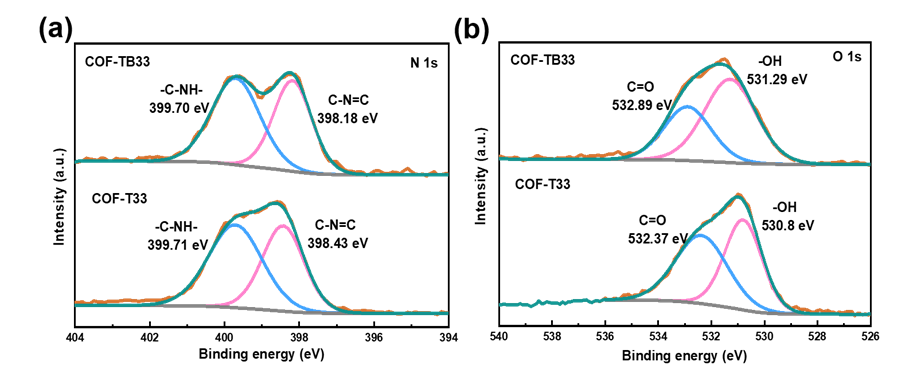 (a)
COF-TB33
N 1s
-C-NH-
399.70 eV
C-N=C
398.18 eV
COF-T33
-C-NH-
399.71 eV
C-N=C
398.43 eV
Intensity (a.u.)
404 402 400 398 396 394
Binding energy (eV)
(b)
COF-TB33
O 1s
-OH
531.29 eV
C=O
532.89 eV
COF-T33
-OH
530.8 eV
C=O
532.37 eV
Intensity (a.u.)
540 538 536 534 532 530 528 526
Binding energy (eV)